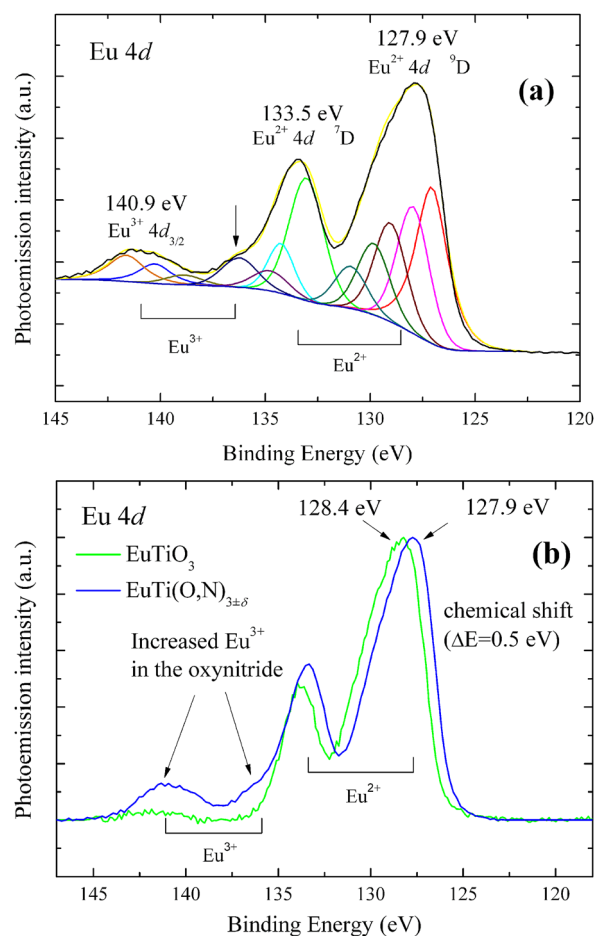 Eu 4d
127.9 eV
Eu²⁺ 4d ⁹D
(a)
133.5 eV
Eu²⁺ 4d ⁷D
140.9 eV
Eu³⁺ 4d₃/₂
Eu³⁺
Eu²⁺
Photoemission intensity (a.u.)
145 140 135 130 125 120
Binding Energy (eV)
Eu 4d
128.4 eV 127.9 eV
(b)
EuTiO₃
EuTi(O,N)₃±δ
chemical shift
(ΔE=0.5 eV)
Increased Eu³⁺
in the oxynitride
Eu²⁺
Eu³⁺
Photoemission intensity (a.u.)
145 140 135 130 125 120
Binding Energy (eV)